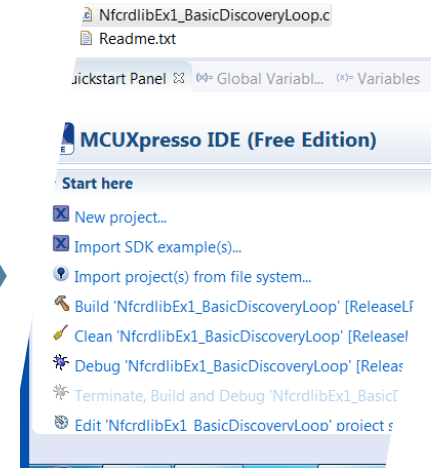 NfcrdlibEx1_BasicDiscoveryLoop.c
Readme.txt
uickstart Panel (x)= Global Variabl... (x)= Variables
MCUXpresso IDE (Free Edition)
Start here
New project...
Import SDK example(s)...
Import project(s) from file system...
Build 'NfcrdlibEx1_BasicDiscoveryLoop' [ReleaseLP
Clean 'NfcrdlibEx1_BasicDiscoveryLoop' [Release
Debug 'NfcrdlibEx1_BasicDiscoveryLoop' [Releas
Terminate, Build and Debug 'NfcrdlibEx1_Basic
Edit 'NfcrdlibEx1_BasicDiscoveryLoop' project s